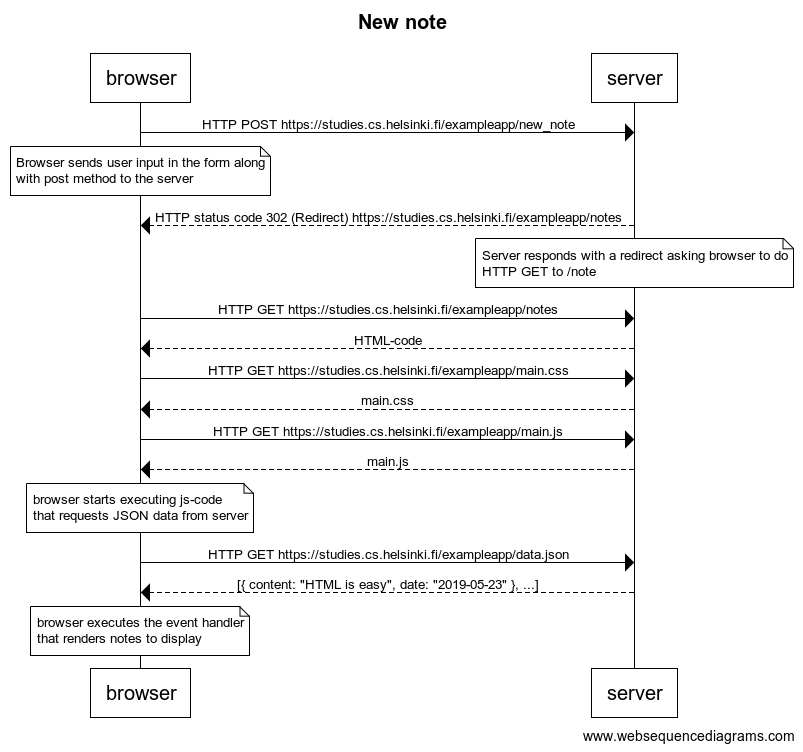 New note
browser
server
HTTP POST https://studies.cs.helsinki.fi/exampleapp/new_note
Browser sends user input in the form along
with post method to the server
HTTP status code 302 (Redirect) https://studies.cs.helsinki.fi/exampleapp/notes
Server responds with a redirect asking browser to do
HTTP GET to /note
HTTP GET https://studies.cs.helsinki.fi/exampleapp/notes
HTML-code
HTTP GET https://studies.cs.helsinki.fi/exampleapp/main.css
main.css
HTTP GET https://studies.cs.helsinki.fi/exampleapp/main.js
main.js
browser starts executing js-code
that requests JSON data from server
HTTP GET https://studies.cs.helsinki.fi/exampleapp/data.json
[{ content: "HTML is easy", date: "2019-05-23" }, ...]
browser executes the event handler
that renders notes to display
browser
server
www.websequencediagrams.com